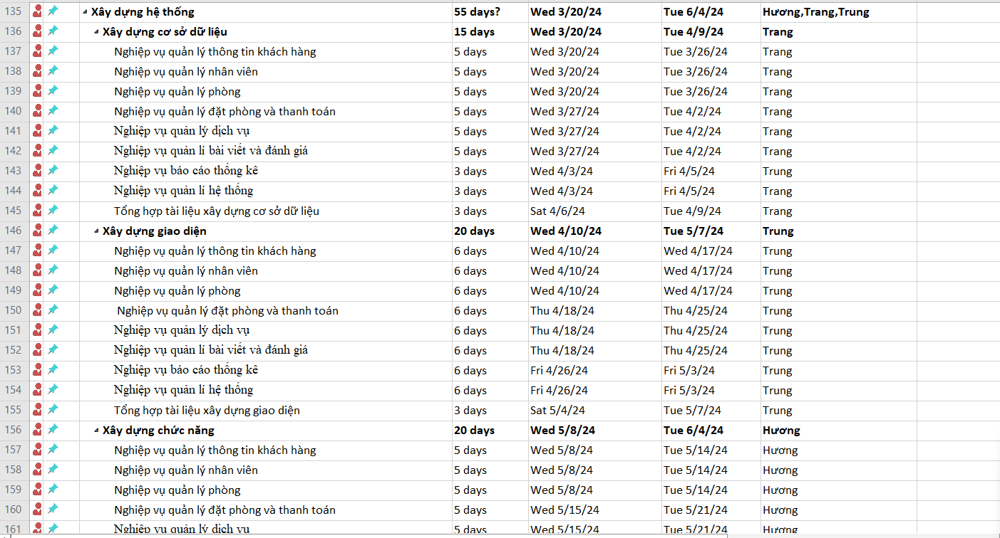 135 Xây dựng hệ thống 55 days? Wed 3/20/24 Tue 6/4/24 Hương,Trang,Trung
136 Xây dựng cơ sở dữ liệu 15 days Wed 3/20/24 Tue 4/9/24 Trang
137 Nghiệp vụ quản lý thông tin khách hàng 5 days Wed 3/20/24 Tue 3/26/24 Trang
138 Nghiệp vụ quản lý nhân viên 5 days Wed 3/20/24 Tue 3/26/24 Trang
139 Nghiệp vụ quản lý phòng 5 days Wed 3/20/24 Tue 3/26/24 Trang
140 Nghiệp vụ quản lý đặt phòng và thanh toán 5 days Wed 3/27/24 Tue 4/2/24 Trang
141 Nghiệp vụ quản lý dịch vụ 5 days Wed 3/27/24 Tue 4/2/24 Trang
142 Nghiệp vụ quản lí bài viết và đánh giá 5 days Wed 3/27/24 Tue 4/2/24 Trang
143 Nghiệp vụ báo cáo thống kê 3 days Wed 4/3/24 Fri 4/5/24 Trung
144 Nghiệp vụ quản lí hệ thống 3 days Wed 4/3/24 Fri 4/5/24 Trang
145 Tổng hợp tài liệu xây dựng cơ sở dữ liệu 3 days Sat 4/6/24 Tue 4/9/24 Trang
146 Xây dựng giao diện 20 days Wed 4/10/24 Tue 5/7/24 Trung
147 Nghiệp vụ quản lý thông tin khách hàng 6 days Wed 4/10/24 Wed 4/17/24 Trung
148 Nghiệp vụ quản lý nhân viên 6 days Wed 4/10/24 Wed 4/17/24 Trung
149 Nghiệp vụ quản lý phòng 6 days Wed 4/10/24 Wed 4/17/24 Trung
150 Nghiệp vụ quản lý đặt phòng và thanh toán 6 days Thu 4/18/24 Thu 4/25/24 Trung
151 Nghiệp vụ quản lý dịch vụ 6 days Thu 4/18/24 Thu 4/25/24 Trung
152 Nghiệp vụ quản lí bài viết và đánh giá 6 days Thu 4/18/24 Thu 4/25/24 Trung
153 Nghiệp vụ báo cáo thống kê 6 days Fri 4/26/24 Fri 5/3/24 Trung
154 Nghiệp vụ quản lí hệ thống 6 days Fri 4/26/24 Fri 5/3/24 Trung
155 Tổng hợp tài liệu xây dựng giao diện 3 days Sat 5/4/24 Tue 5/7/24 Trung
156 Xây dựng chức năng 20 days Wed 5/8/24 Tue 6/4/24 Hương
157 Nghiệp vụ quản lý thông tin khách hàng 5 days Wed 5/8/24 Tue 5/14/24 Hương
158 Nghiệp vụ quản lý nhân viên 5 days Wed 5/8/24 Tue 5/14/24 Hương
159 Nghiệp vụ quản lý phòng 5 days Wed 5/8/24 Tue 5/14/24 Hương
160 Nghiệp vụ quản lý đặt phòng và thanh toán 5 days Wed 5/15/24 Tue 5/21/24 Hương
161 Nghiệp vụ quản lý dịch vụ 5 days Wed 5/15/24 Tue 5/21/24 Hương